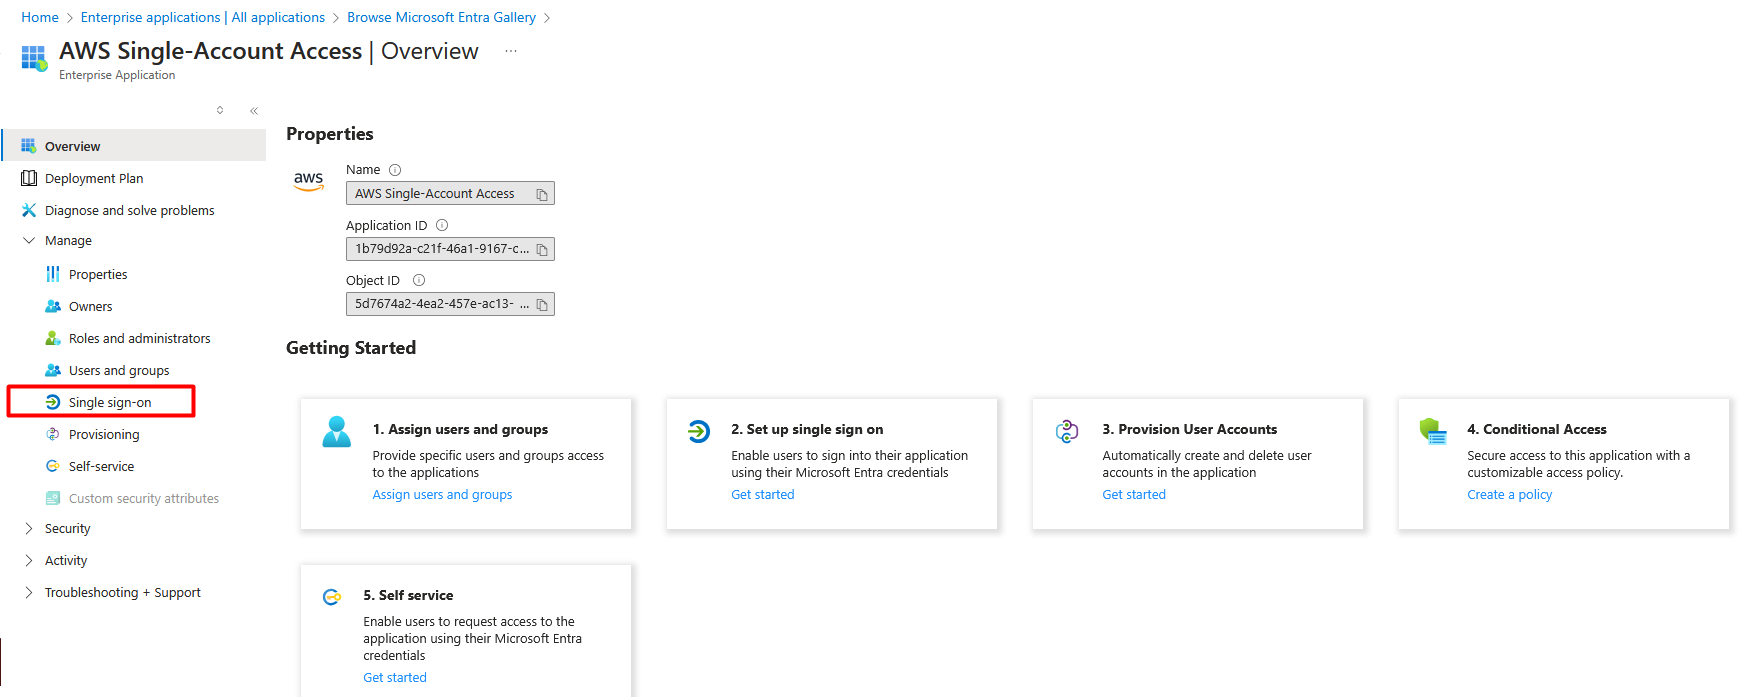 Home > Enterprise applications | All applications > Browse Microsoft Entra Gallery >
AWS Single-Account Access | Overview ...
Enterprise Application
Overview
Deployment Plan
Diagnose and solve problems
Manage
Properties
Owners
Roles and administrators
Users and groups
Single sign-on
Provisioning
Self-service
Custom security attributes
Security
Activity
Troubleshooting + Support
Properties
aws
Name
AWS Single-Account Access
Application ID
1b79d92a-c21f-46a1-9167-c...
Object ID
5d7674a2-4ea2-457e-ac13- ...
Getting Started
1. Assign users and groups
Provide specific users and groups access
to the applications
Assign users and groups
2. Set up single sign on
Enable users to sign into their application
using their Microsoft Entra credentials
Get started
3. Provision User Accounts
Automatically create and delete user
accounts in the application
Get started
4. Conditional Access
Secure access to this application with a
customizable access policy.
Create a policy
5. Self service
Enable users to request access to the
application using their Microsoft Entra
credentials
Get started